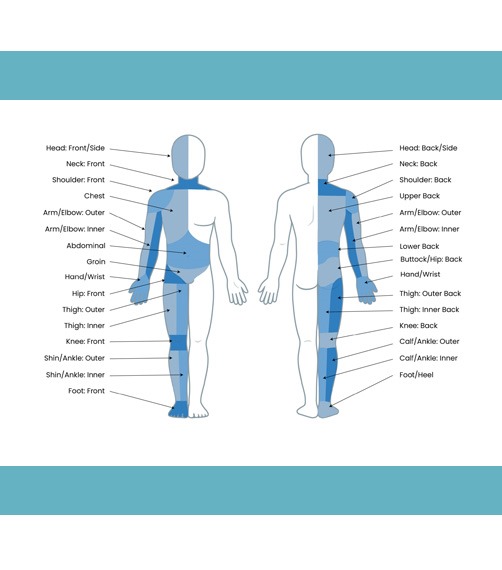 Head: Front/Side
Neck: Front
Shoulder: Front
Chest
Arm/Elbow: Outer
Arm/Elbow: Inner
Abdominal
Groin
Hand/Wrist
Hip: Front
Thigh: Outer
Thigh: Inner
Knee: Front
Shin/Ankle: Outer
Shin/Ankle: Inner
Foot: Front
Head: Back/Side
Neck: Back
Shoulder: Back
Upper Back
Arm/Elbow: Outer
Arm/Elbow: Inner
Lower Back
Buttock/Hip: Back
Hand/Wrist
Thigh: Outer Back
Thigh: Inner Back
Knee: Back
Calf/Ankle: Outer
Calf/Ankle: Inner
Foot/Heel